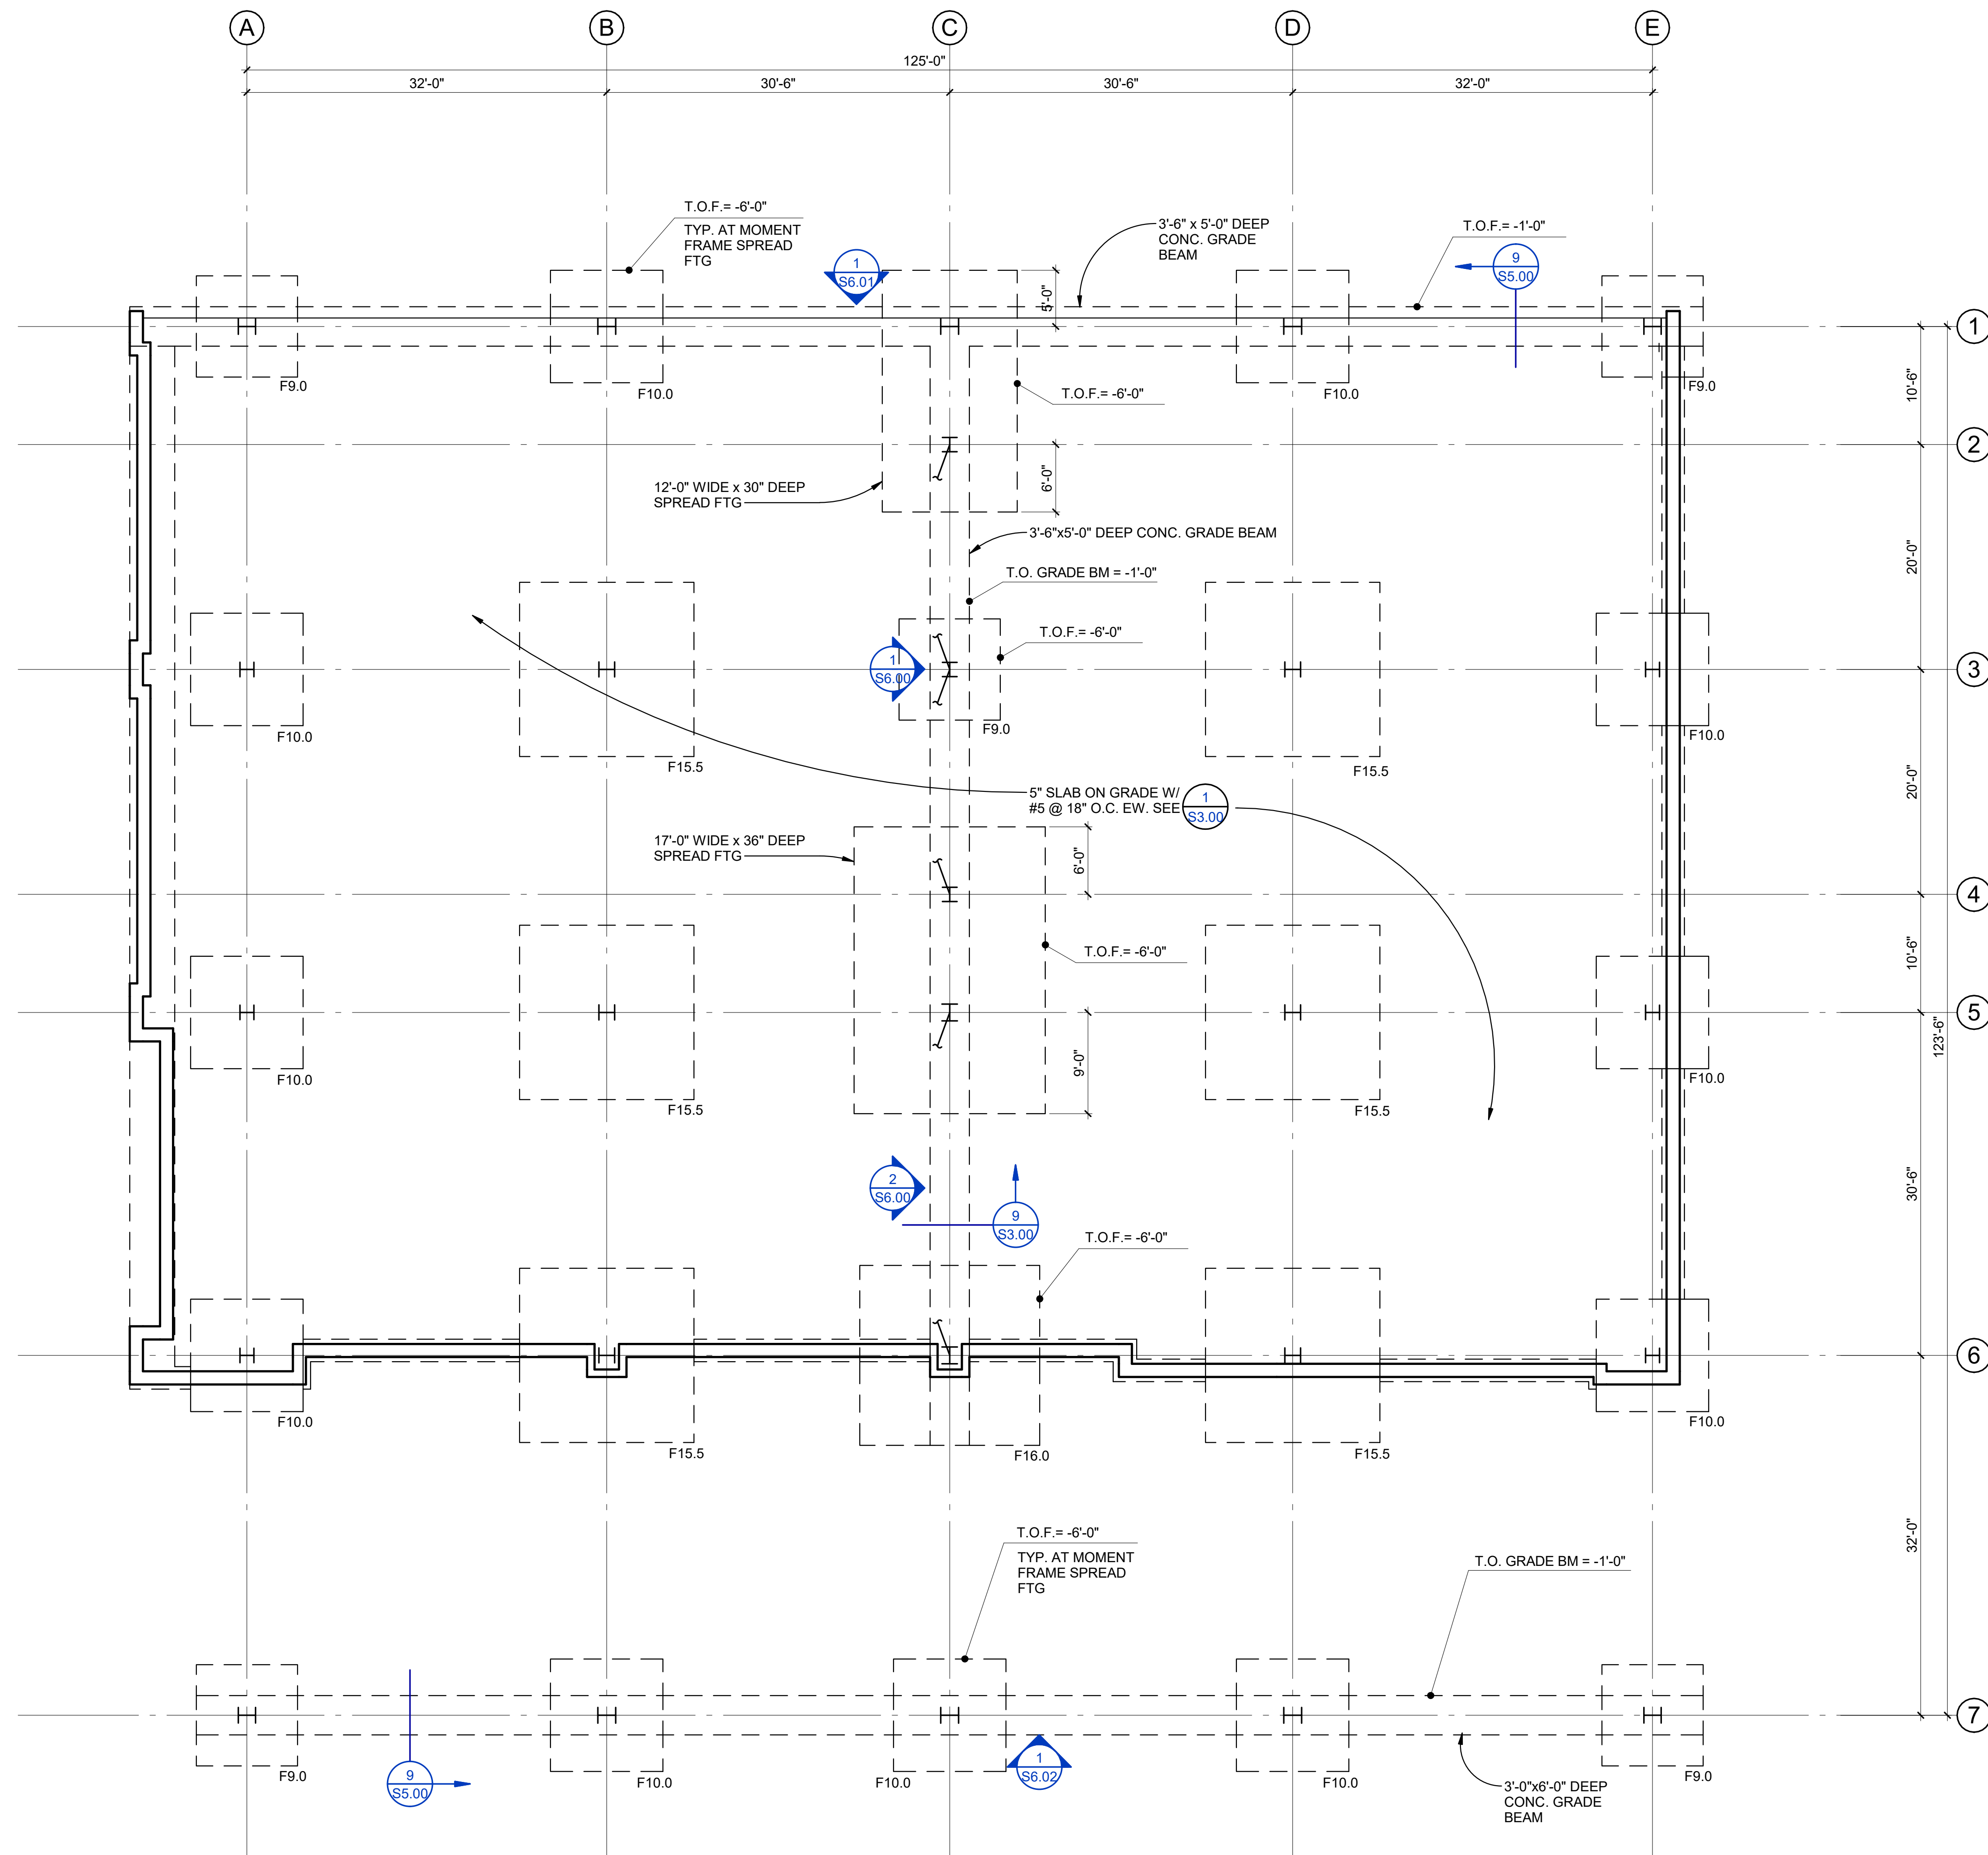 A
B
C
D
E
125'-0"
32'-0"
30'-6"
30'-6"
32'-0"
T.O.F.= -6'-0"
TYP. AT MOMENT
FRAME SPREAD
FTG
1
S6.01
3'-6" x 5'-0" DEEP
CONC. GRADE
BEAM
T.O.F.= -1'-0"
9
S5.00
5'-0"
1
F9.0
F10.0
T.O.F.= -6'-0"
F10.0
F9.0
10'-6"
2
12'-0" WIDE x 30" DEEP
SPREAD FTG
6'-0"
3'-6"x5'-0" DEEP CONC. GRADE BEAM
T.O. GRADE BM = -1'-0"
20'-0"
T.O.F.= -6'-0"
1
S6.00
3
F10.0
F15.5
F9.0
F15.5
F10.0
5" SLAB ON GRADE W/
#5 @ 18" O.C. EW. SEE
1
S3.00
20'-0"
17'-0" WIDE x 36" DEEP
SPREAD FTG
6'-0"
4
T.O.F.= -6'-0"
10'-6"
5
123'-6"
9'-0"
F10.0
F15.5
F15.5
F10.0
2
S6.00
9
S3.00
30'-6"
T.O.F.= -6'-0"
6
F10.0
F15.5
F16.0
F15.5
F10.0
32'-0"
T.O.F.= -6'-0"
TYP. AT MOMENT
FRAME SPREAD
FTG
T.O. GRADE BM = -1'-0"
7
F9.0
9
S5.00
F10.0
F10.0
1
S6.02
F10.0
F9.0
3'-0"x6'-0" DEEP
CONC. GRADE
BEAM